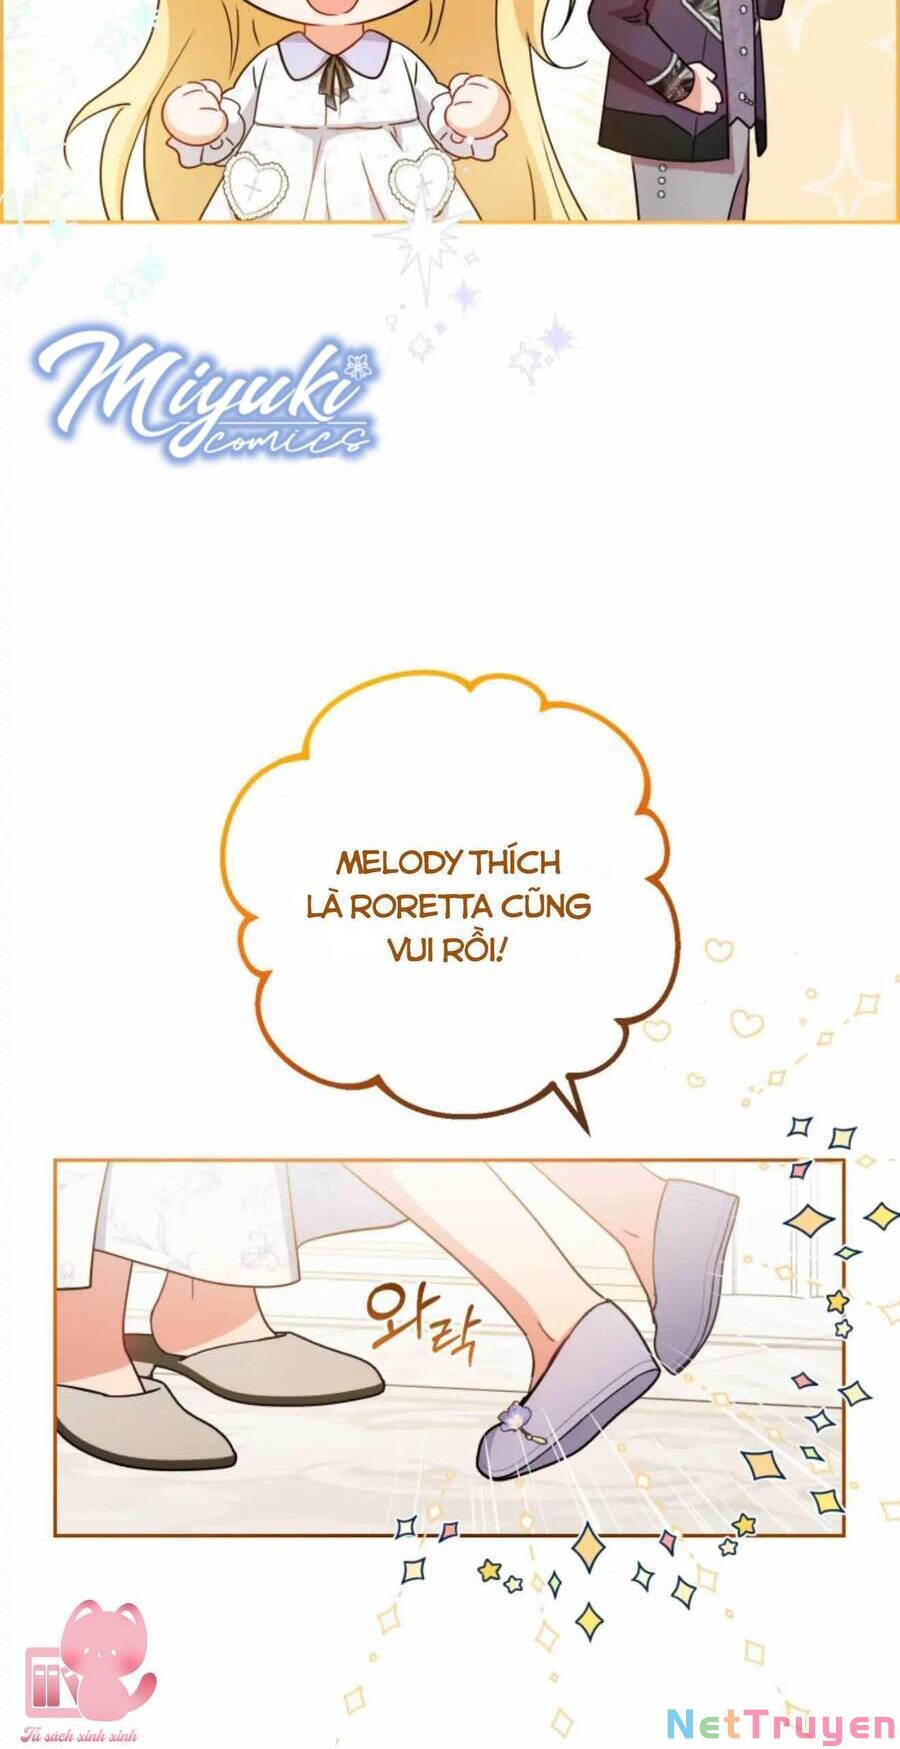 Miyuki
comics
MELODY THÍCH
LÀ RORETTA CŨNG
VUI RỒI!
와락
Tủ sách xinh xinh
NetTruyen